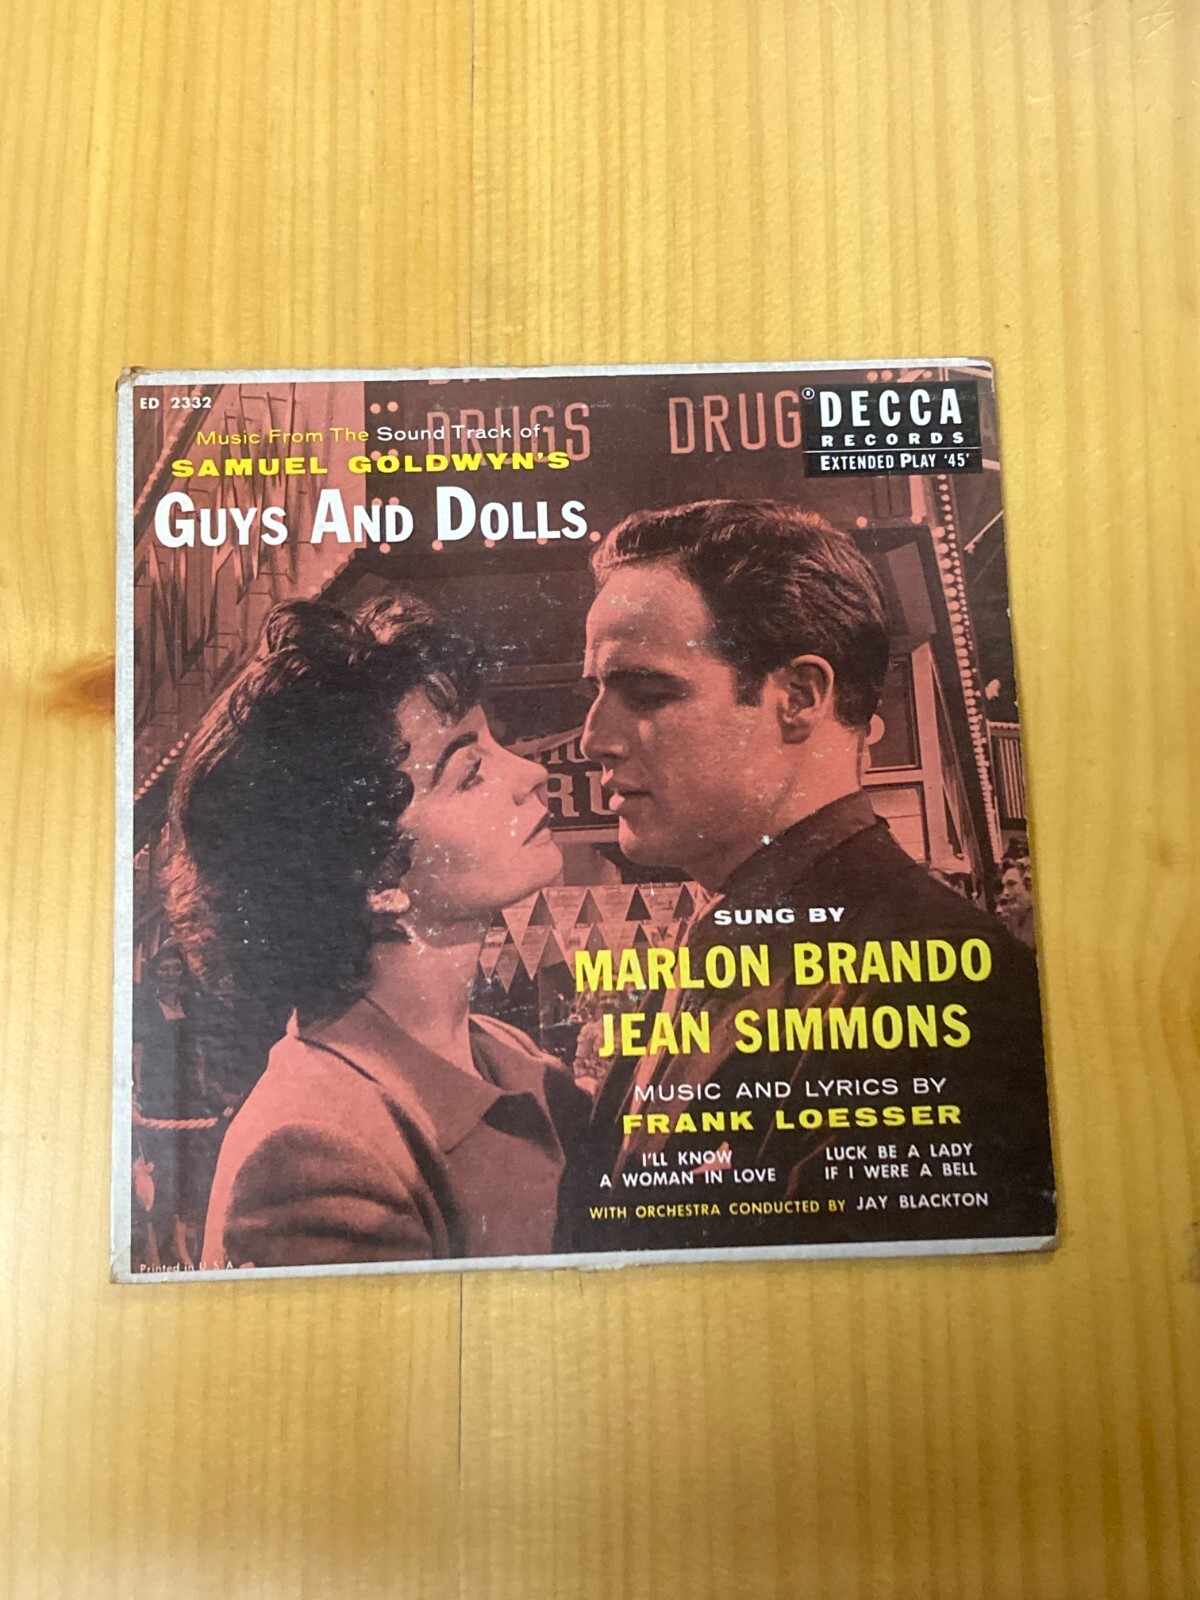 ED 2332
DRUGS DRUG
® DECCA
RECORDS
EXTENDED PLAY '45'
Music From The Sound Track of
SAMUEL GOLDWYN'S
GUYS AND DOLLS
SUNG BY
MARLON BRANDO
JEAN SIMMONS
MUSIC AND LYRICS BY
FRANK LOESSER
I'LL KNOW
A WOMAN IN LOVE
LUCK BE A LADY
IF I WERE A BELL
WITH ORCHESTRA CONDUCTED BY JAY BLACKTON
Printed in U.S.A.